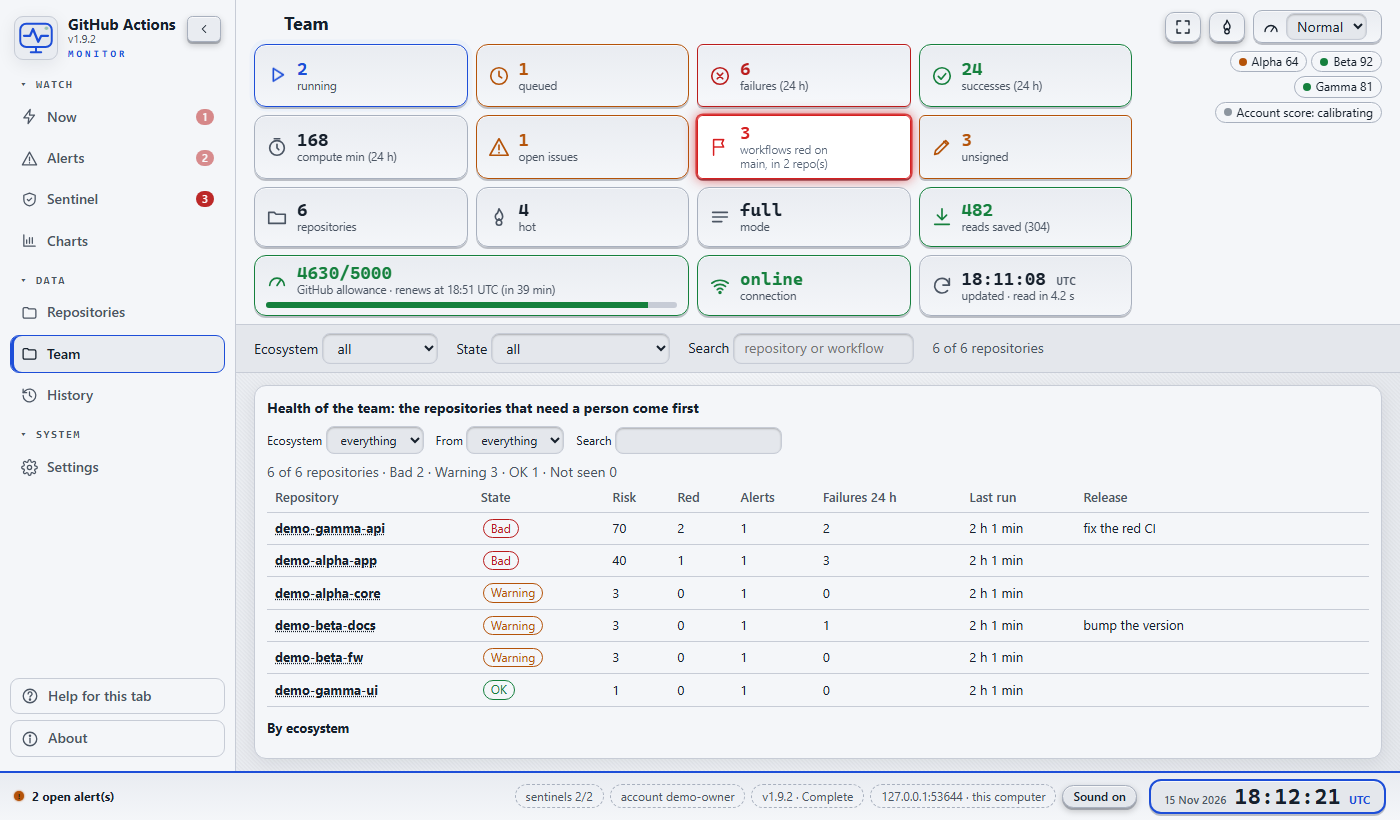 GitHub Actions
v1.9.2
MONITOR
WATCH
Now 1
Alerts 2
Sentinel 3
Charts
DATA
Repositories
Team
History
SYSTEM
Settings
Help for this tab
About
Team
Normal
Alpha 64
Beta 92
Gamma 81
Account score: calibrating
2
running
1
queued
6
failures (24 h)
24
successes (24 h)
168
compute min (24 h)
1
open issues
3
workflows red on
main, in 2 repo(s)
3
unsigned
6
repositories
4
hot
full
mode
482
reads saved (304)
4630/5000
GitHub allowance · renews at 18:51 UTC (in 39 min)
online
connection
18:11:08 UTC
updated · read in 4.2 s
Ecosystem all State all Search repository or workflow 6 of 6 repositories
Health of the team: the repositories that need a person come first
Ecosystem everything From everything Search
6 of 6 repositories · Bad 2 · Warning 3 · OK 1 · Not seen 0
Repository State Risk Red Alerts Failures 24 h Last run Release
demo-gamma-api Bad 70 2 1 2 2 h 1 min fix the red CI
demo-alpha-app Bad 40 1 1 3 2 h 1 min
demo-alpha-core Warning 3 0 1 0 2 h 1 min
demo-beta-docs Warning 3 0 1 1 2 h 1 min bump the version
demo-beta-fw Warning 3 0 1 0 2 h 1 min
demo-gamma-ui OK 1 0 1 0 2 h 1 min
By ecosystem
2 open alert(s)
sentinels 2/2
account demo-owner
v1.9.2 · Complete
127.0.0.1:53644 · this computer
Sound on
15 Nov 2026 18:12:21 UTC